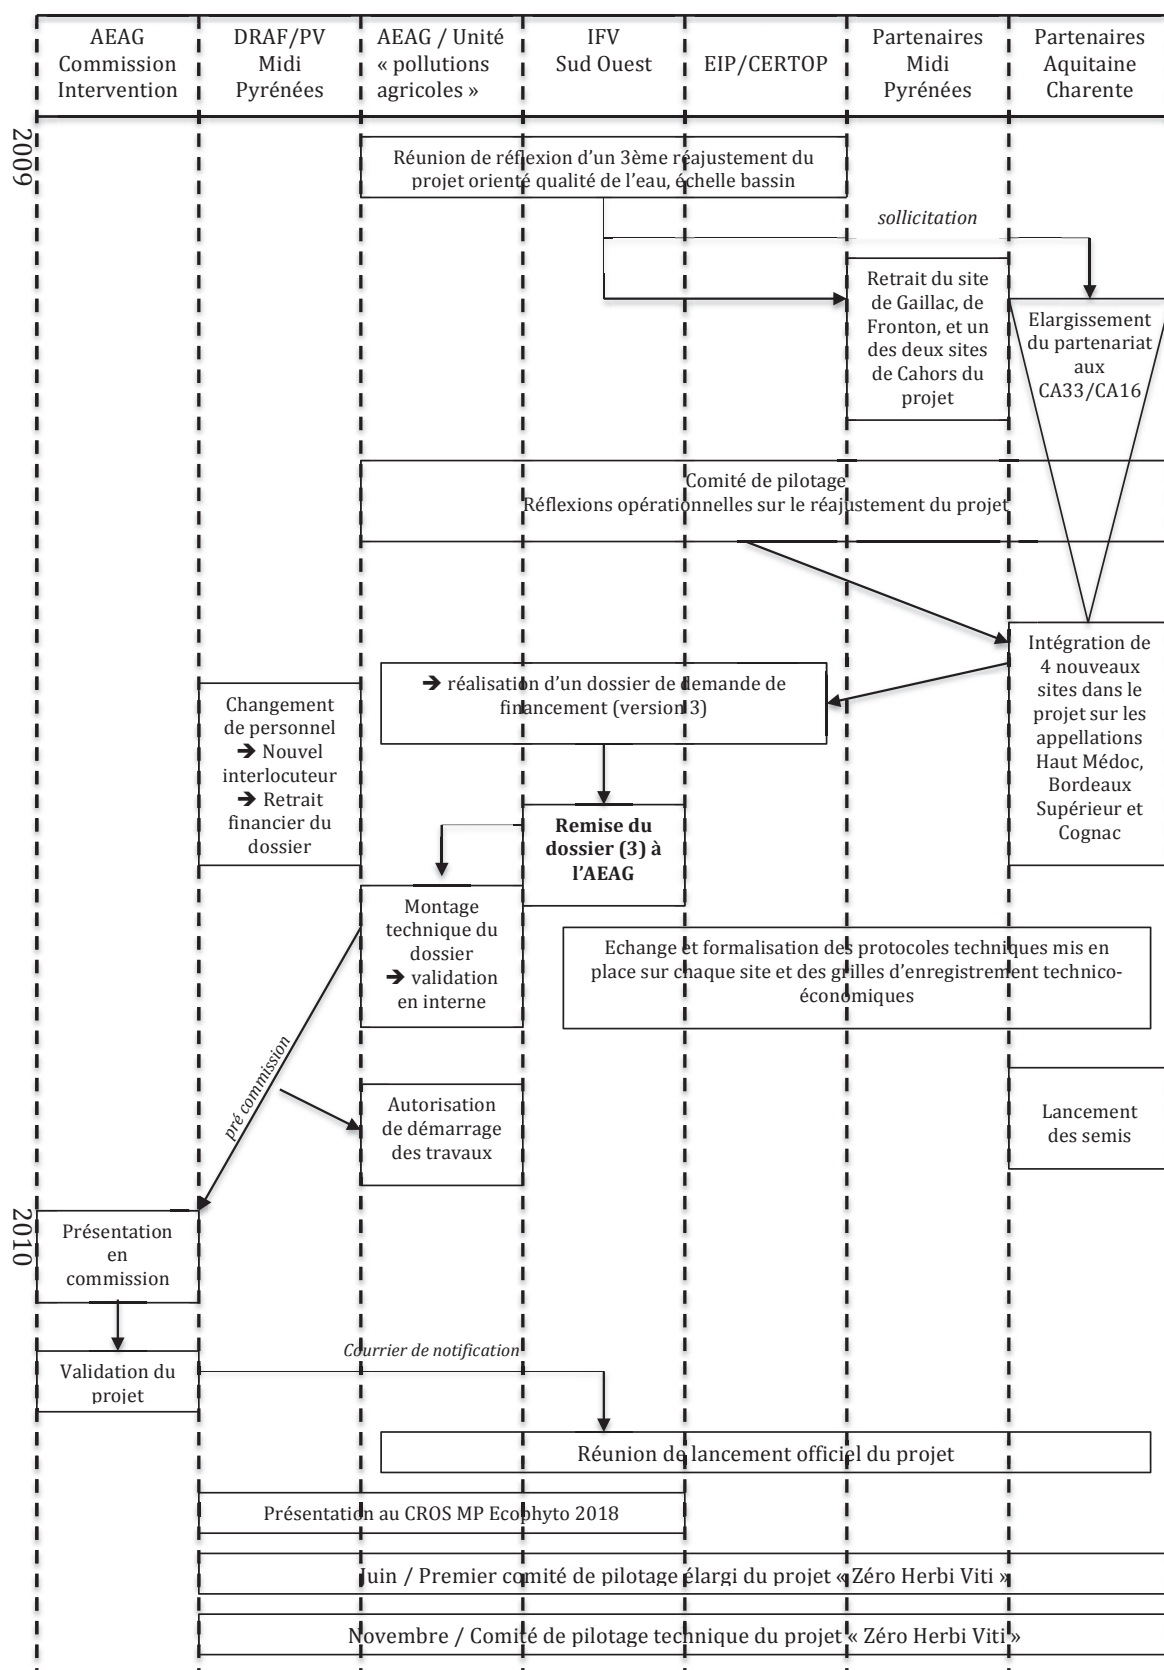 AEAG
Commission
Intervention
DRAF/PV
Midi
Pyrénées
AEAG / Unité
« pollutions
agricoles »
IFV
Sud Ouest
EIP/CERTOP
Partenaires
Midi
Pyrénées
Partenaires
Aquitaine
Charente
2009
Réunion de réflexion d’un 3ème réajustement du
projet orienté qualité de l’eau, échelle bassin
sollicitation
Retrait du site
de Gaillac, de
Fronton, et un
des deux sites
de Cahors du
projet
Elargissement
du partenariat
aux
CA33/CA16
Comité de pilotage
Réflexions opérationnelles sur le réajustement du projet
Intégration de
4 nouveaux
sites dans le
projet sur les
appellations
Haut Médoc,
Bordeaux
Supérieur et
Cognac
➔ réalisation d’un dossier de demande de
financement (version 3)
Changement
de personnel
➔ Nouvel
interlocuteur
➔ Retrait
financier du
dossier
Remise du
dossier (3) à
l’AEAG
Montage
technique du
dossier
➔ validation
en interne
Echange et formalisation des protocoles techniques mis en
place sur chaque site et des grilles d’enregistrement technico-
économiques
pré commission
Autorisation
de démarrage
des travaux
Lancement
des semis
2010
Présentation
en
commission
Validation du
projet
Courrier de notification
Réunion de lancement officiel du projet
Présentation au CROS MP Ecophyto 2018
Juin / Premier comité de pilotage élargi du projet « Zéro Herbi Viti »
Novembre / Comité de pilotage technique du projet « Zéro Herbi Viti »